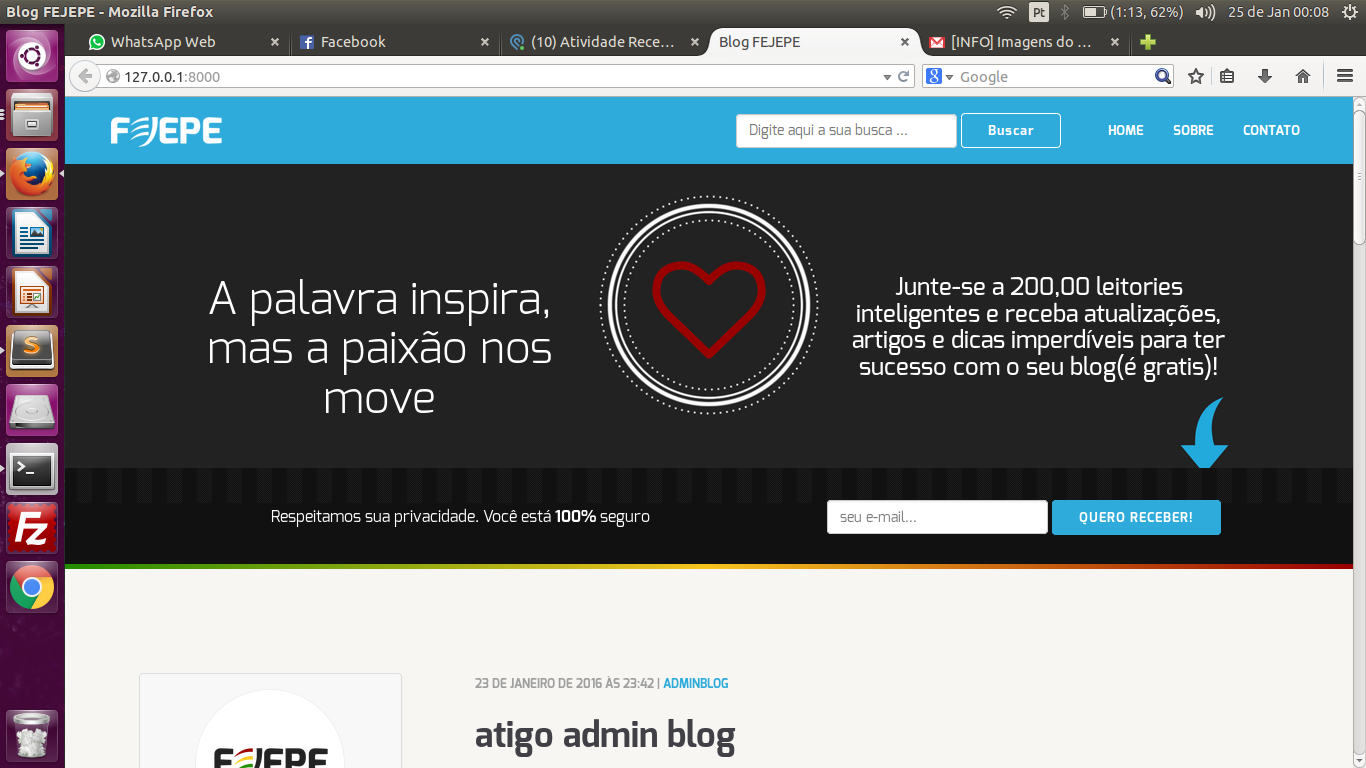 Blog FEJEPE - Mozilla Firefox
Pt
(1:13, 62%)
25 de Jan 00:08
WhatsApp Web
Facebook
(10) Atividade Rece...
Blog FEJEPE
[INFO] Imagens do ...
127.0.0.1:8000
Google
FEJEPE
Digite aqui a sua busca ...
Buscar
HOME
SOBRE
CONTATO
A palavra inspira,
mas a paixão nos
move
Junte-se a 200,00 leitories
inteligentes e receba atualizações,
artigos e dicas imperdíveis para ter
sucesso com o seu blog(é gratis)!
Respeitamos sua privacidade. Você está 100% seguro
seu e-mail...
QUERO RECEBER!
23 DE JANEIRO DE 2016 ÀS 23:42 | ADMINBLOG
atigo admin blog
FEJEPE